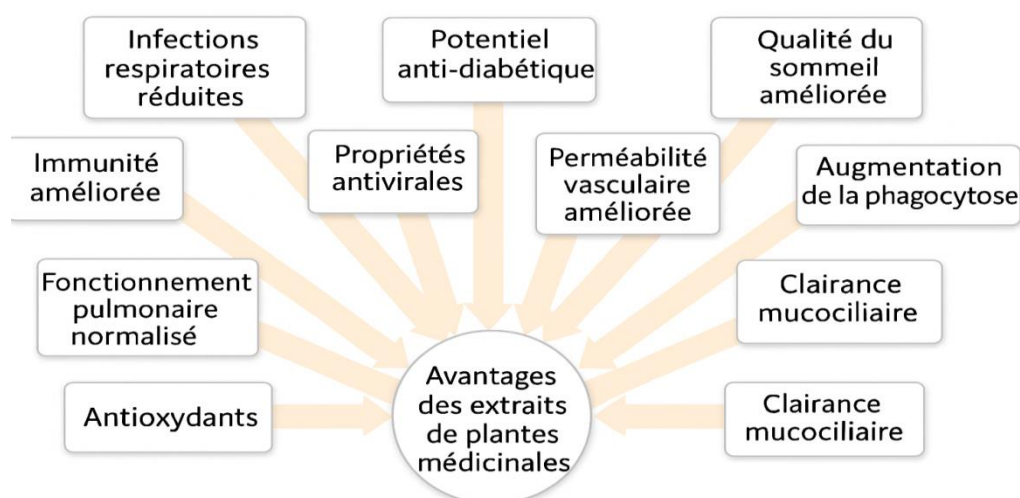 Infections
respiratoires
réduites
Potentiel
anti-diabétique
Qualité du
sommeil
améliorée
Immunité
améliorée
Propriétés
antivirales
Perméabilité
vasculaire
améliorée
Augmentation
de la phagocytose
Fonctionnement
pulmonaire
normalisé
Clairance
mucociliaire
Antioxydants
Avantages
des extraits
de plantes
médicinales
Clairance
mucociliaire